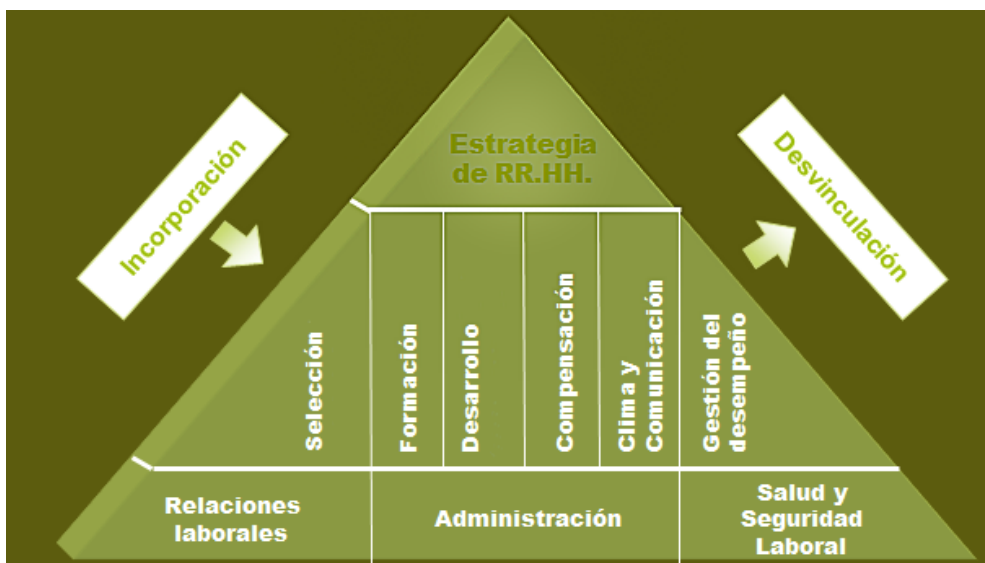 Estrategia
de RR.HH.
Incorporación
Desvinculación
Selección
Formación
Desarrollo
Compensación
Clima y
Comunicación
Gestión del
desempeño
Relaciones
laborales
Administración
Salud y
Seguridad
Laboral